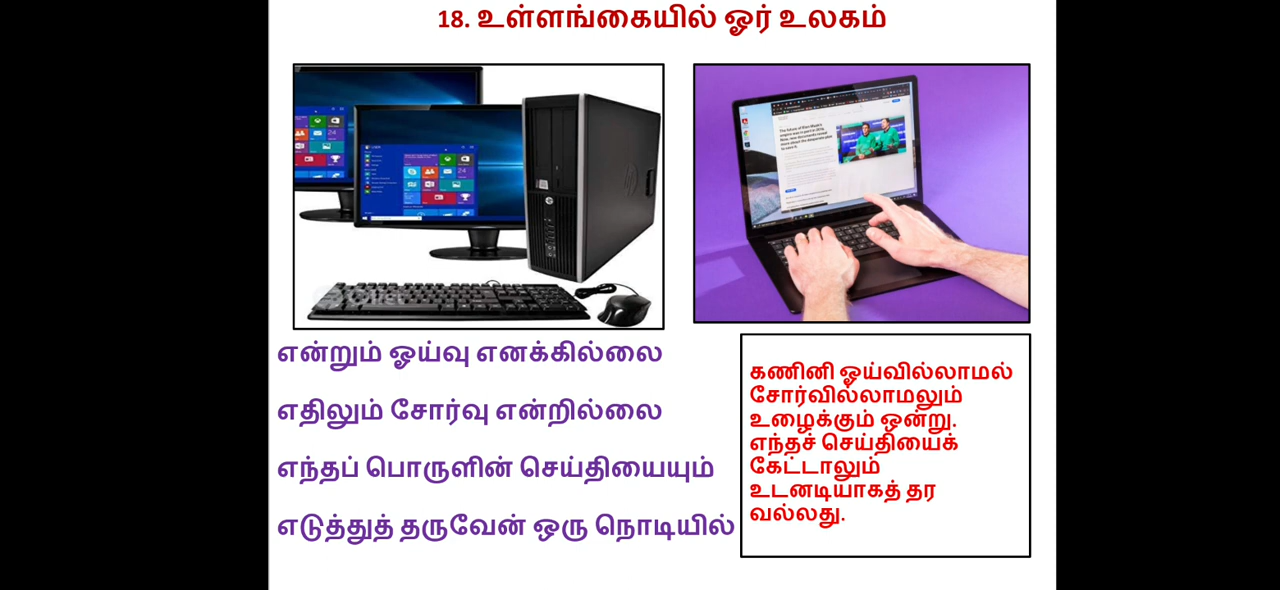 18. உள்ளங்கையில் ஓர் உலகம்
என்றும் ஓய்வு எனக்கில்லை
எதிலும் சோர்வு என்றில்லை
எந்தப் பொருளின் செய்தியையும்
எடுத்துத் தருவேன் ஒரு நொடியில்
கணினி ஓய்வில்லாமல்
சோர்வில்லாமலும்
உழைக்கும் ஒன்று.
எந்தச் செய்தியைக்
கேட்டாலும்
உடனடியாகத் தர
வல்லது.